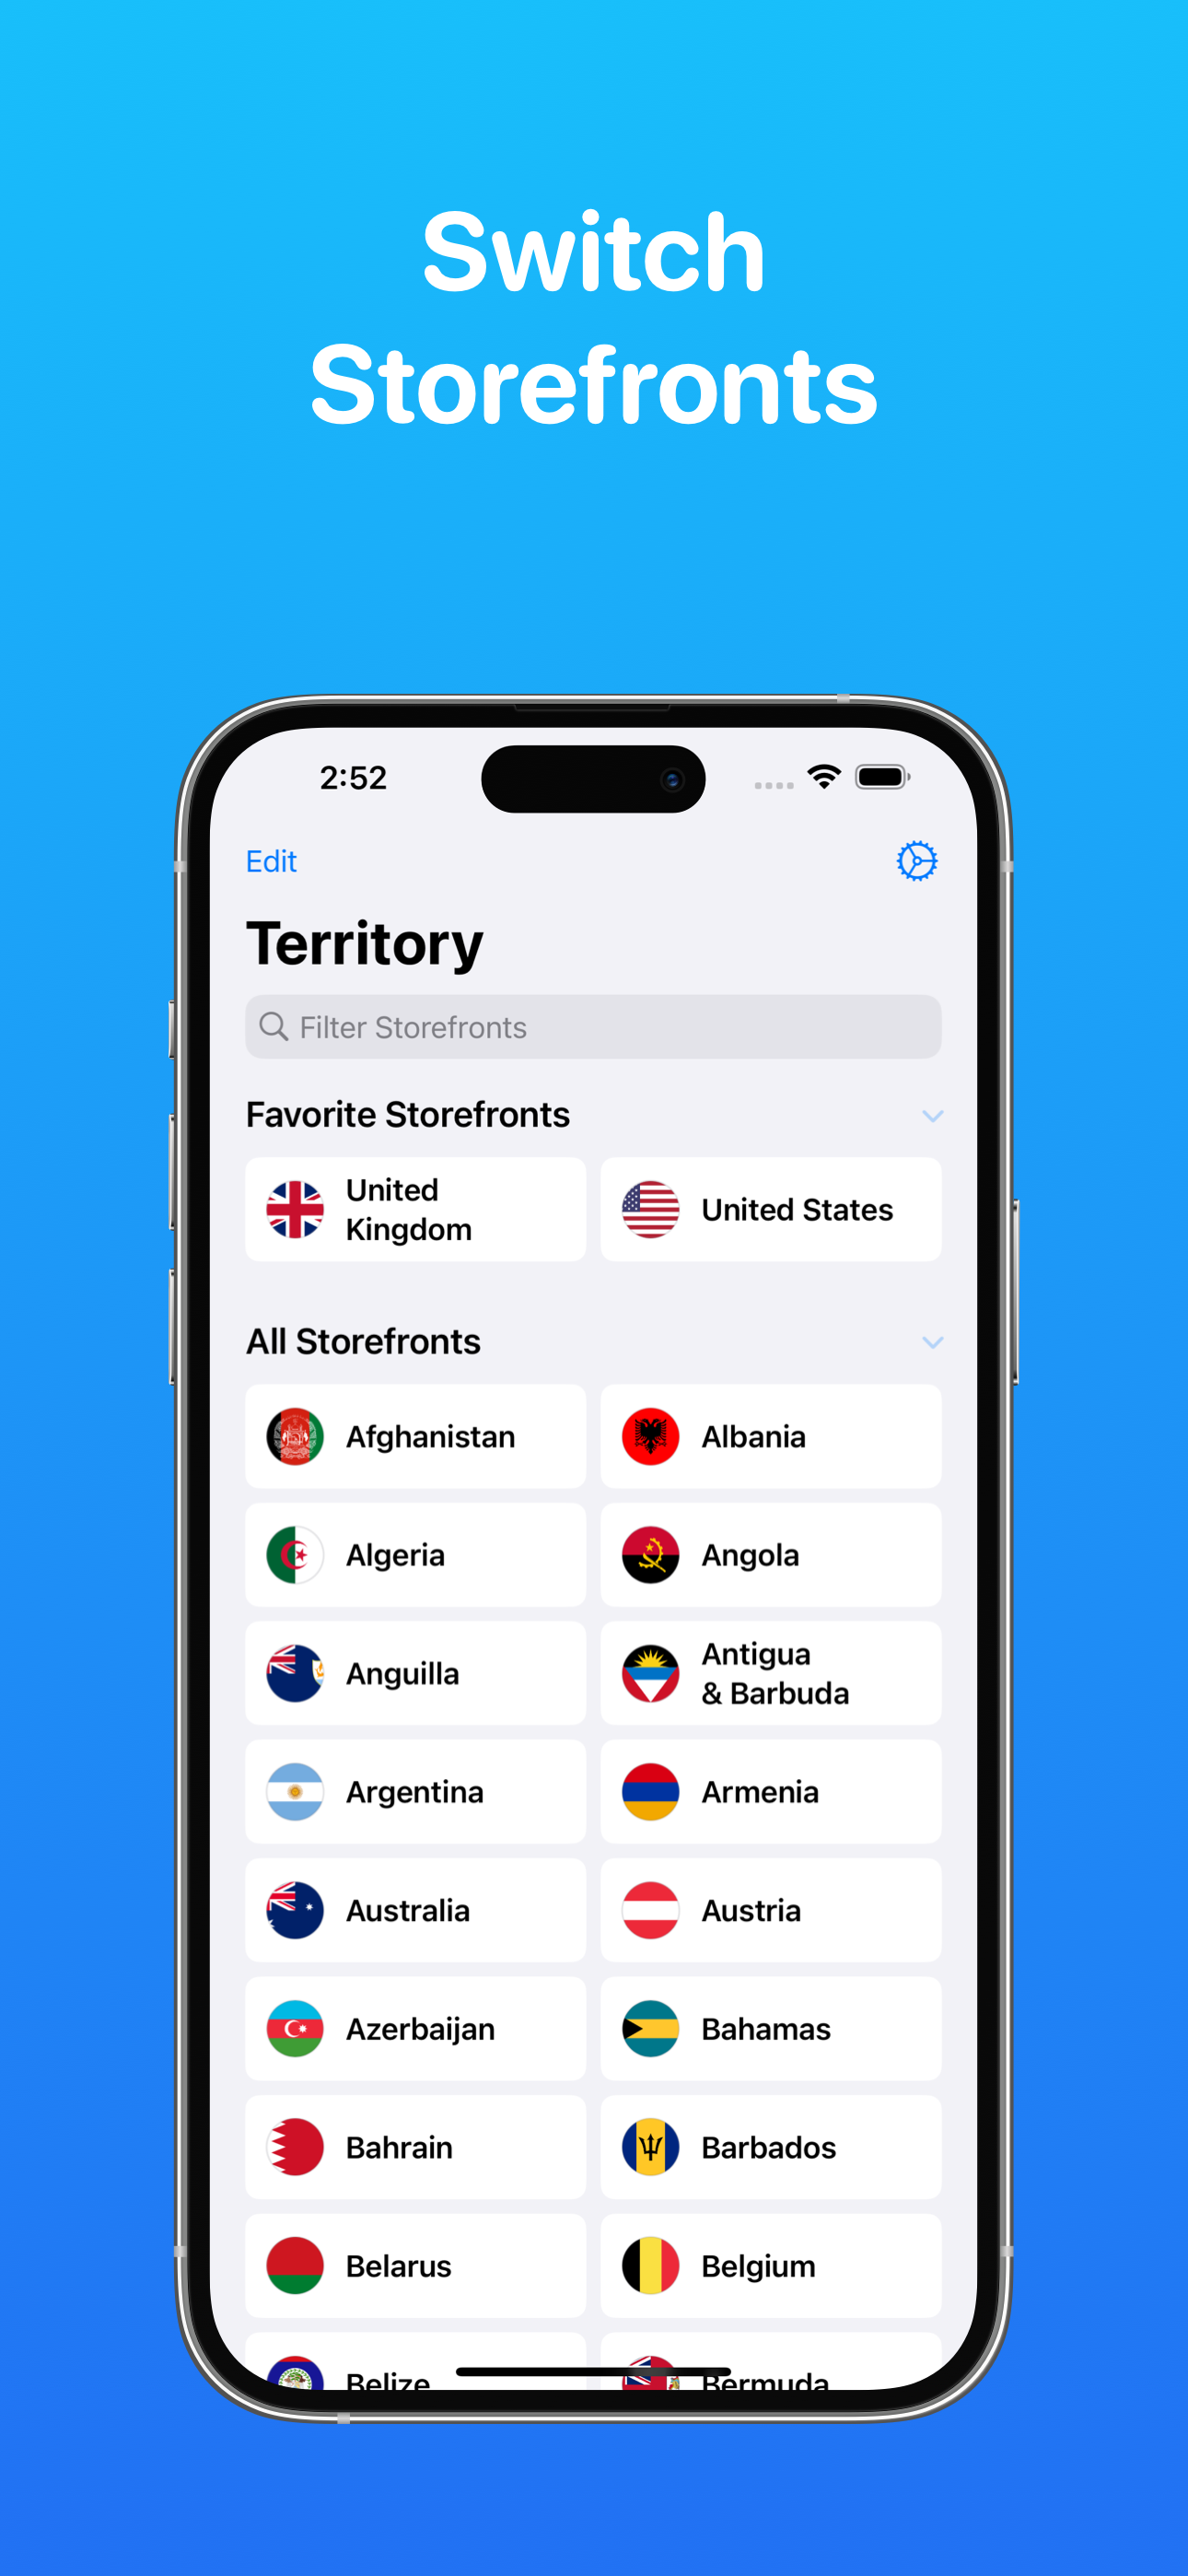 Switch
Storefronts
2:52
Edit
Territory
Filter Storefronts
Favorite Storefronts
United
Kingdom
United States
All Storefronts
Afghanistan
Albania
Algeria
Angola
Anguilla
Antigua
& Barbuda
Argentina
Armenia
Australia
Austria
Azerbaijan
Bahamas
Bahrain
Barbados
Belarus
Belgium
Belize
Bermuda